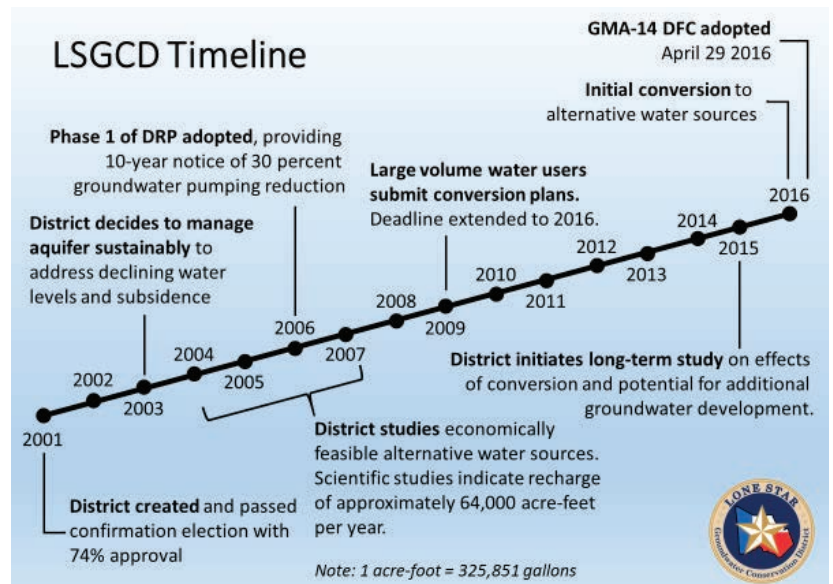 LSGCD Timeline
GMA-14 DFC adopted
April 29 2016
Initial conversion to
alternative water sources
Phase 1 of DRP adopted, providing
10-year notice of 30 percent
groundwater pumping reduction
Large volume water users
submit conversion plans.
Deadline extended to 2016.
District decides to manage
aquifer sustainably to
address declining water
levels and subsidence
2001
2002
2003
2004
2005
2006
2007
2008
2009
2010
2011
2012
2013
2014
2015
2016
District initiates long-term study on effects
of conversion and potential for additional
groundwater development.
District studies economically
feasible alternative water sources.
Scientific studies indicate recharge
of approximately 64,000 acre-feet
per year.
District created and passed
confirmation election with
74% approval
Note: 1 acre-foot = 325,851 gallons
LONE STAR
Groundwater Conservation District